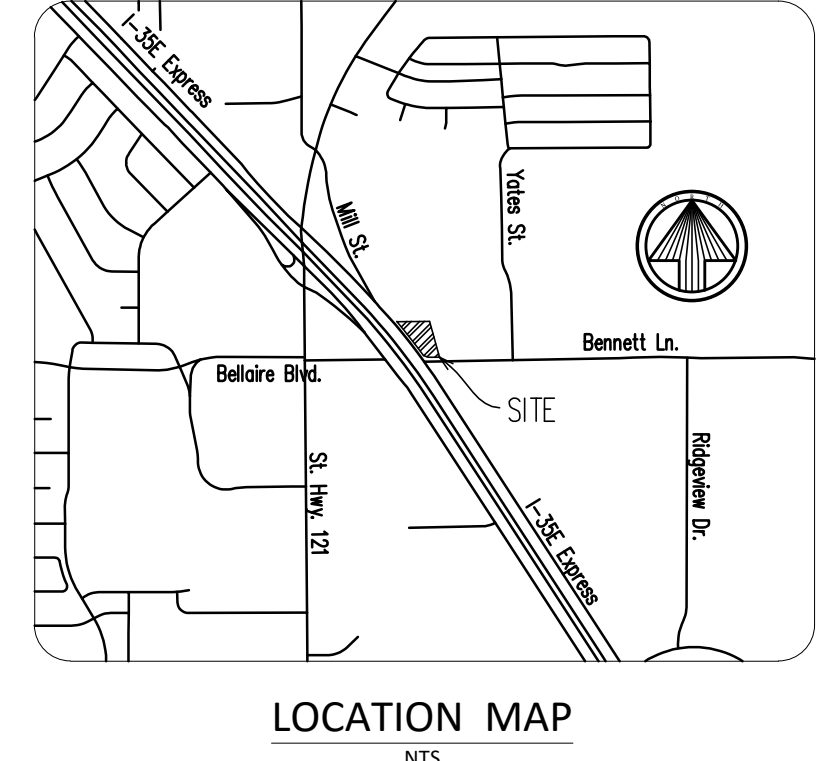 I-35E Express
Mill St.
Yates St.
NORTH
Bennett Ln.
Bellaire Blvd.
SITE
St. Hwy. 121
Ridgeview Dr.
I-35E Express
LOCATION MAP
NTS